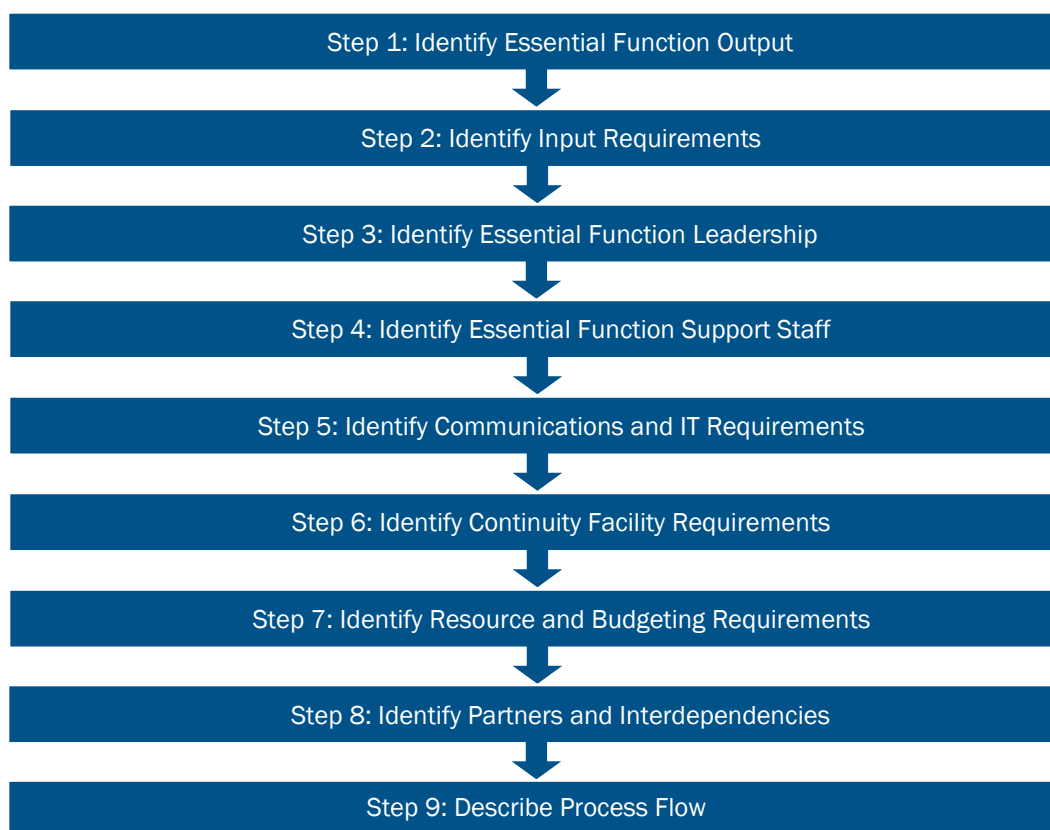 Step 1: Identify Essential Function Output
Step 2: Identify Input Requirements
Step 3: Identify Essential Function Leadership
Step 4: Identify Essential Function Support Staff
Step 5: Identify Communications and IT Requirements
Step 6: Identify Continuity Facility Requirements
Step 7: Identify Resource and Budgeting Requirements
Step 8: Identify Partners and Interdependencies
Step 9: Describe Process Flow